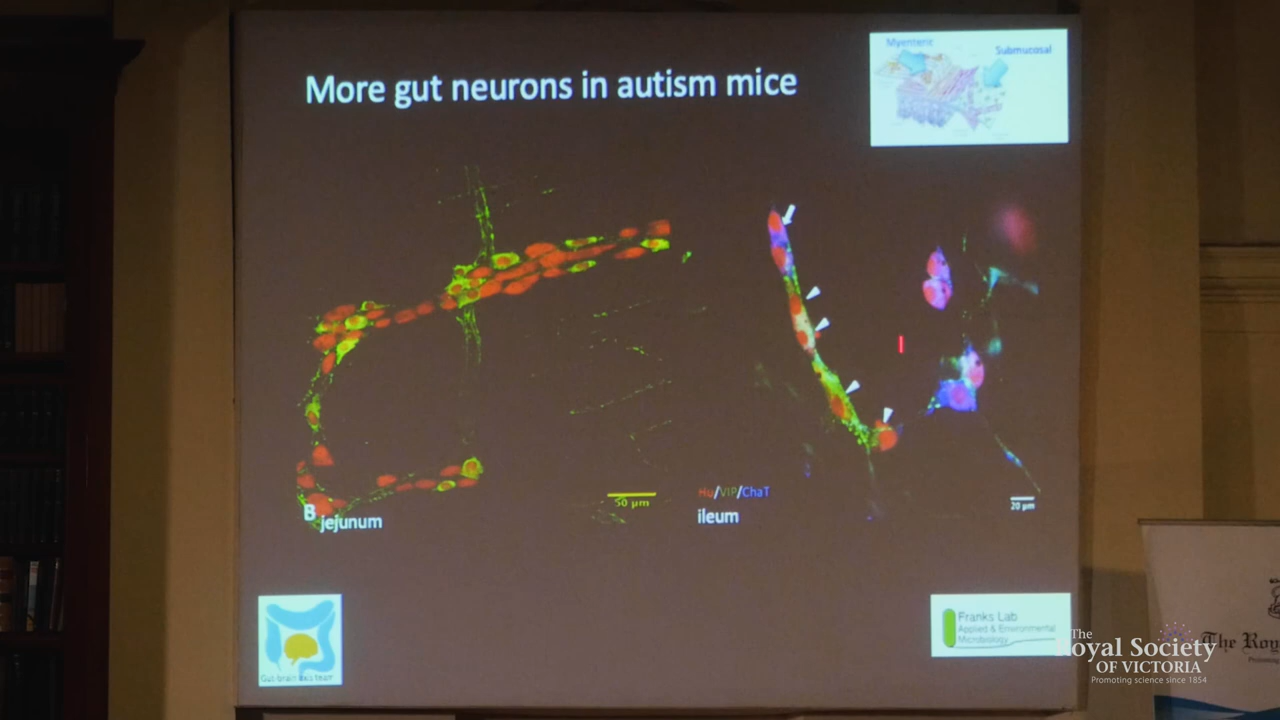 Myenteric
Submucosal
More gut neurons in autism mice
Hu/VIP/ChaT
50 µm
20 µm
B
jejunum
ileum
Gut brain axis team
Franks Lab
Applied & Environmental
Microbiology
The
Royal Society
OF VICTORIA
Promoting science since 1854
The Roy